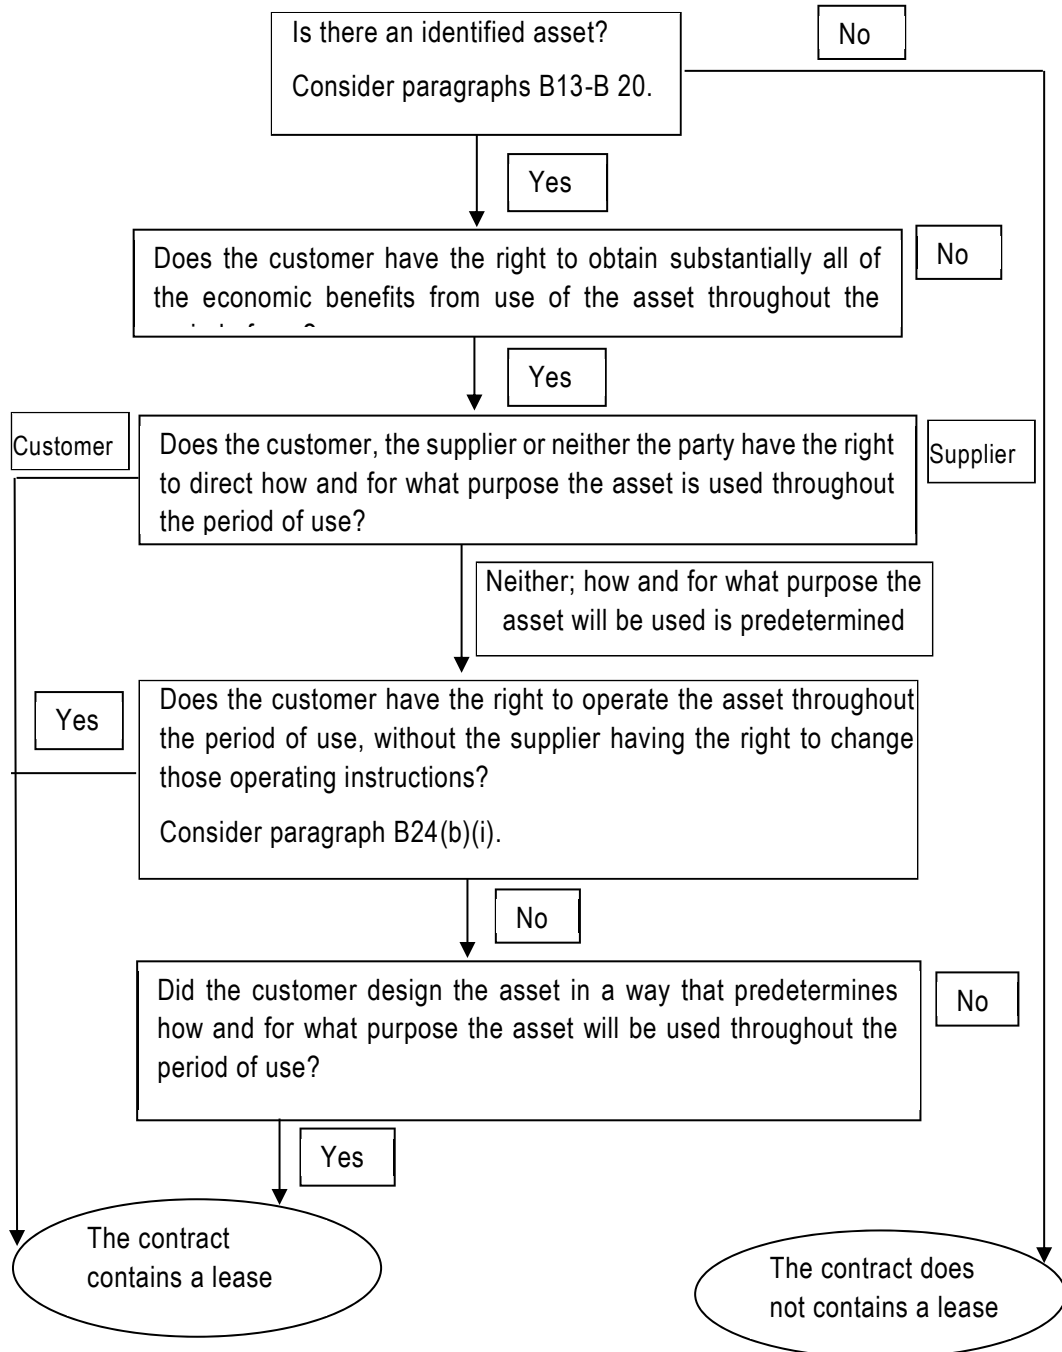 Is there an identified asset?
Consider paragraphs B13-B 20.
No
Yes
Does the customer have the right to obtain substantially all of
the economic benefits from use of the asset throughout the
No
Yes
Customer
Does the customer, the supplier or neither the party have the right
to direct how and for what purpose the asset is used throughout
the period of use?
Supplier
Neither; how and for what purpose the
asset will be used is predetermined
Yes
Does the customer have the right to operate the asset throughout
the period of use, without the supplier having the right to change
those operating instructions?
Consider paragraph B24(b)(i).
No
Did the customer design the asset in a way that predetermines
how and for what purpose the asset will be used throughout the
period of use?
No
Yes
The contract
contains a lease
The contract does
not contains a lease